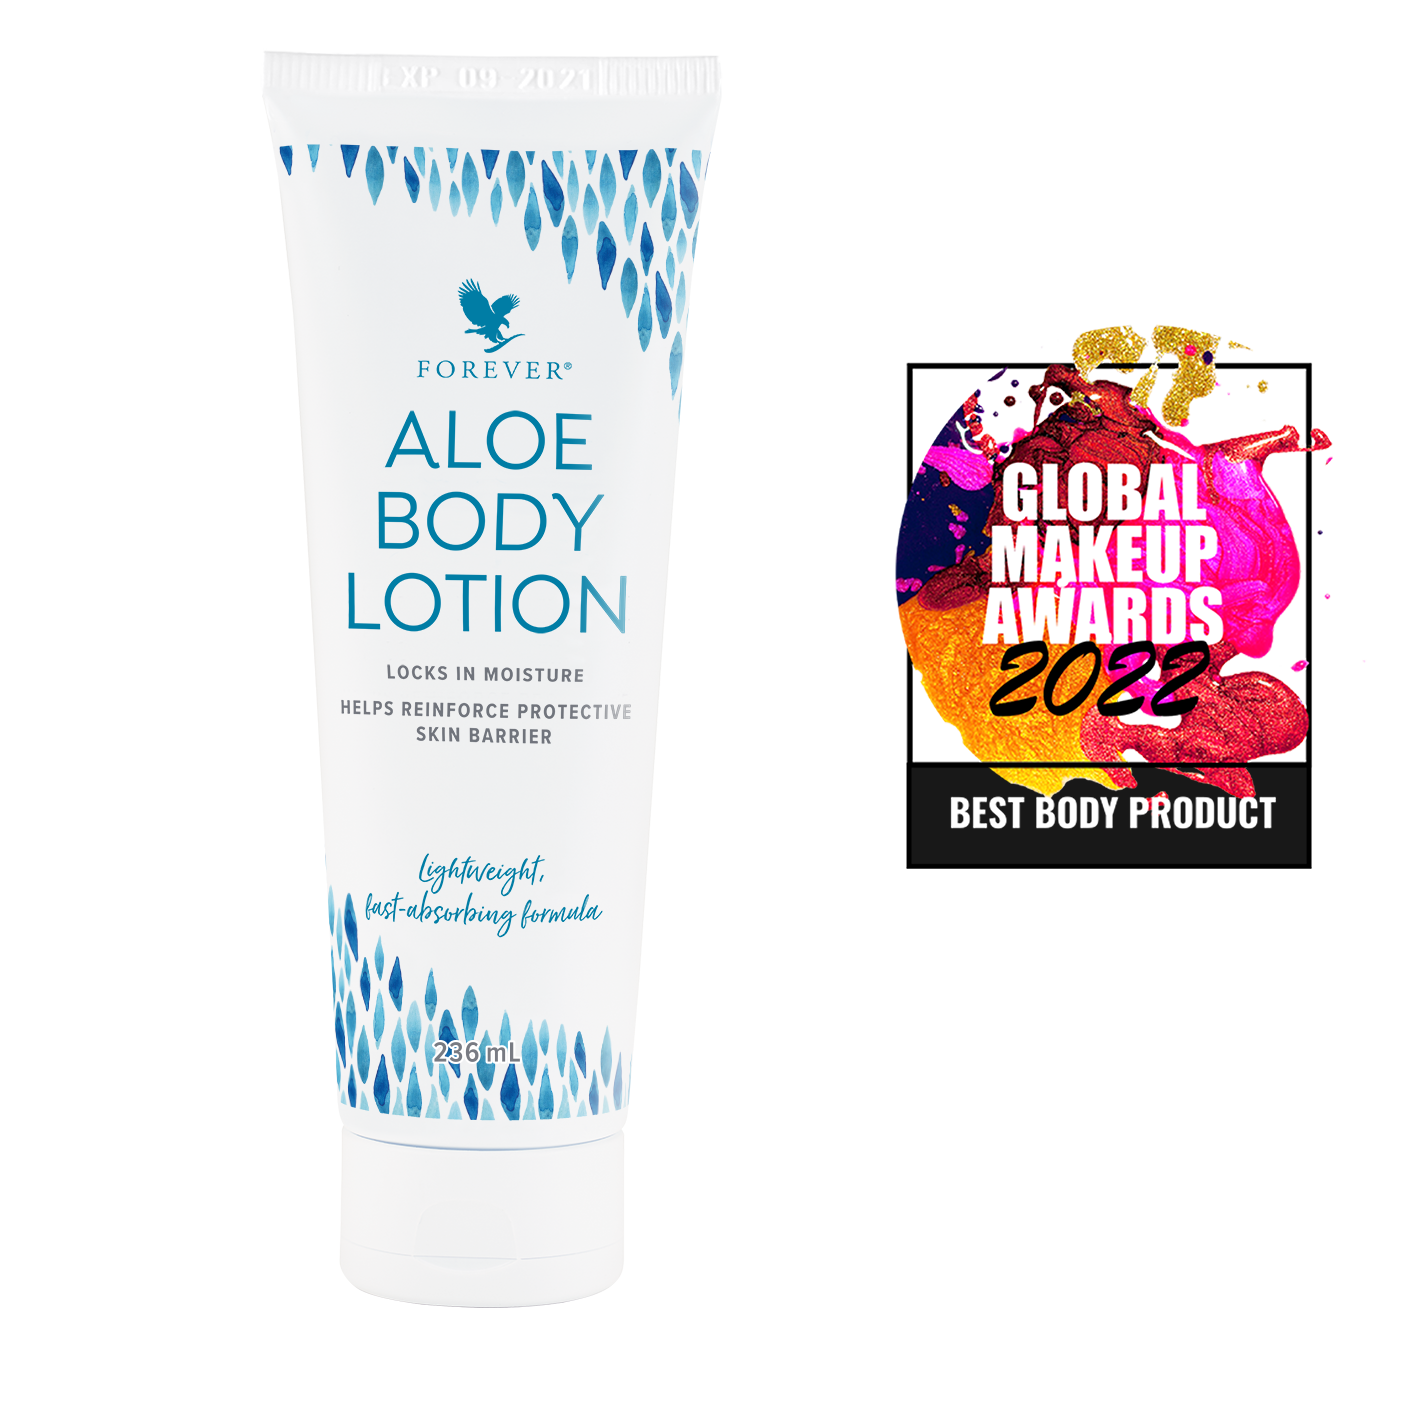 EXP 09 2021
FOREVER®
ALOE
BODY
LOTION
LOCKS IN MOISTURE
HELPS REINFORCE PROTECTIVE
SKIN BARRIER
Lightweight,
fast-absorbing formula
236 mL
GLOBAL
MAKEUP
AWARDS
2022
BEST BODY PRODUCT